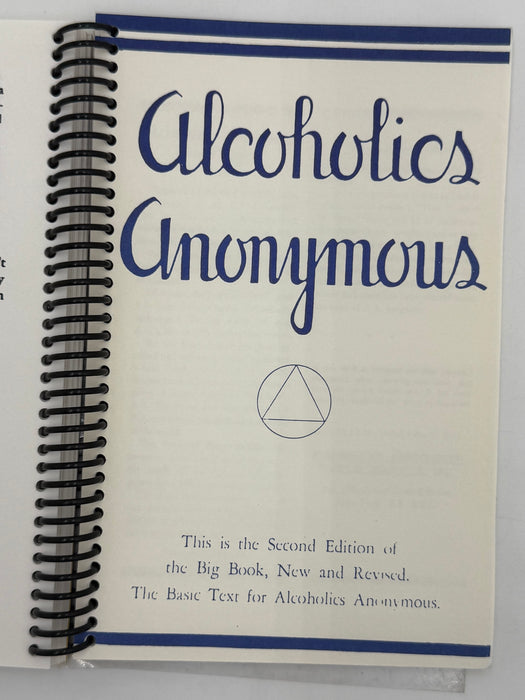 Alcoholics
Anonymous
This is the Second Edition of
the Big Book, New and Revised.
The Basic Text for Alcoholics Anonymous.